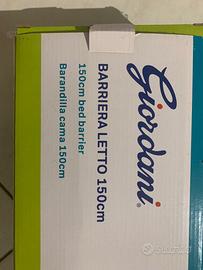 Giordani
BARRIERA LETTO 150cm
150cm bed barrier
Barandilla cama 150cm